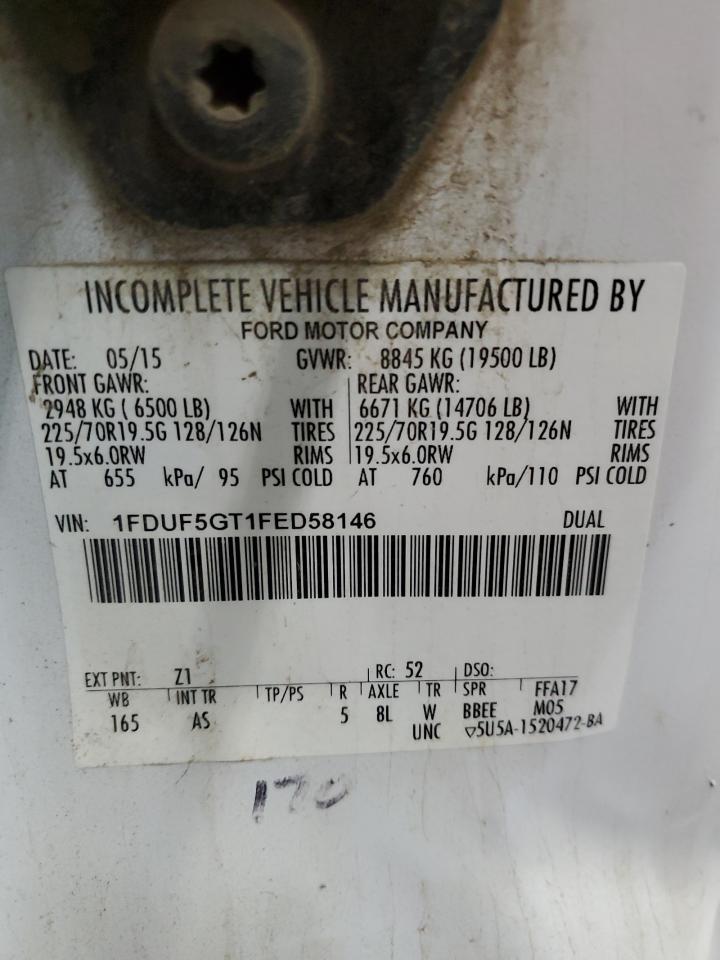 INCOMPLETE VEHICLE MANUFACTURED BY
FORD MOTOR COMPANY
DATE: 05/15 GVWR: 8845 KG (19500 LB)
FRONT GAWR: REAR GAWR:
2948 KG ( 6500 LB) WITH 6671 KG (14706 LB) WITH
225/70R19.5G 128/126N TIRES 225/70R19.5G 128/126N TIRES
19.5x6.0RW RIMS 19.5x6.0RW RIMS
AT 655 kPa/ 95 PSI COLD AT 760 kPa/110 PSI COLD
VIN: 1FDUF5GT1FED58146 DUAL
EXT PNT: Z1 RC: 52 DSO:
WB INT TR TP/PS R AXLE TR SPR FFA17
165 AS 5 8L W BBEE M05
UNC ▽5U5A-1520472-BA
170